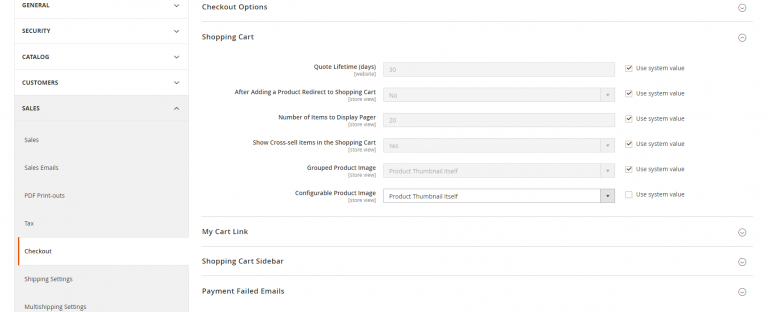 GENERAL
SECURITY
CATALOG
CUSTOMERS
SALES
Sales
Sales Emails
PDF Print-outs
Tax
Checkout
Shipping Settings
Multishipping Settings
Checkout Options
Shopping Cart
Quote Lifetime (days)
[website]
30
Use system value
After Adding a Product Redirect to Shopping Cart
[store view]
No
Use system value
Number of Items to Display Pager
[store view]
20
Use system value
Show Cross-sell Items in the Shopping Cart
[store view]
Yes
Use system value
Grouped Product Image
[store view]
Product Thumbnail Itself
Use system value
Configurable Product Image
[store view]
Product Thumbnail Itself
Use system value
My Cart Link
Shopping Cart Sidebar
Payment Failed Emails